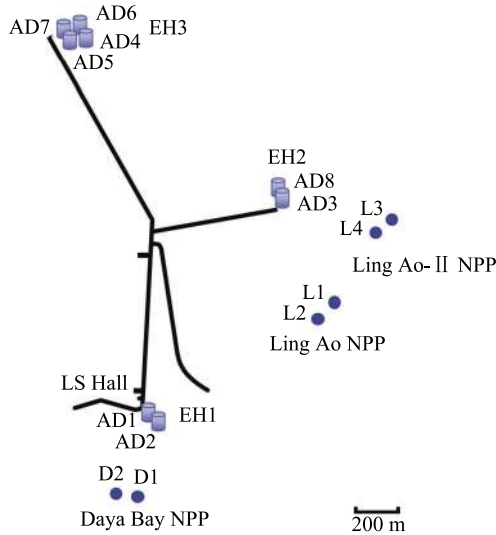 AD7
AD6
EH3
AD4
AD5
EH2
AD8
AD3
L3
L4
Ling Ao-Ⅱ NPP
L1
L2
Ling Ao NPP
LS Hall
AD1
EH1
AD2
D2 D1
Daya Bay NPP
200 m